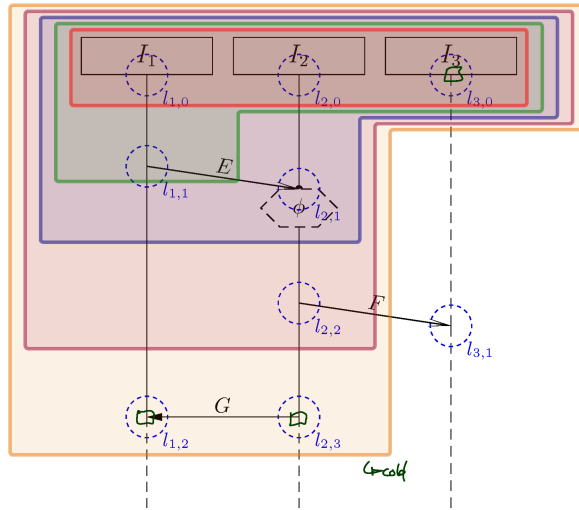 I₁ I₂ I₃
l₁,₀ l₂,₀ l₃,₀
E
l₁,₁ l₂,₁
ϕ
F
l₂,₂
l₃,₁
G
l₁,₂ l₂,₃
cold